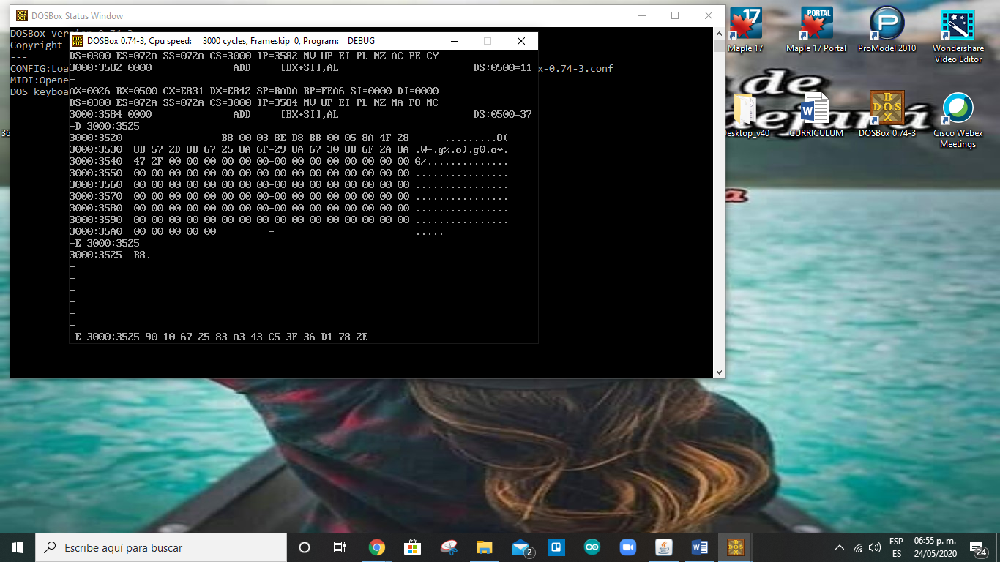 DOSBox Status Window
DOSBox version 0.74-3
Copyright
---
CONFIG:Loa
x-0.74-3.conf
MIDI:Opene
DOS keyboa
DOSBox 0.74-3, Cpu speed: 3000 cycles, Frameskip 0, Program: DEBUG
DS=0300 ES=072A SS=072A CS=3000 IP=3582 NV UP EI PL NZ AC PE CY
3000:3582 0000 ADD [BX+SI],AL DS:0500=11
-
AX=0026 BX=0500 CX=E831 DX=E842 SP=BADA BP=FEA6 SI=0000 DI=0000
DS=0300 ES=072A SS=072A CS=3000 IP=3584 NV UP EI PL NZ NA PO NC
3000:3584 0000 ADD [BX+SI],AL DS:0500=37
-D 3000:3525
3000:3520 B8 00 03-8E D8 BB 00 05 8A 4F 28 .........O(
3000:3530 8B 57 2D 8B 67 25 8A 6F-29 8A 67 30 8B 6F 2A 8A .W-.g%.o).g0.o*.
3000:3540 47 2F 00 00 00 00 00 00-00 00 00 00 00 00 00 00 G/..............
3000:3550 00 00 00 00 00 00 00 00-00 00 00 00 00 00 00 00 ................
3000:3560 00 00 00 00 00 00 00 00-00 00 00 00 00 00 00 00 ................
3000:3570 00 00 00 00 00 00 00 00-00 00 00 00 00 00 00 00 ................
3000:3580 00 00 00 00 00 00 00 00-00 00 00 00 00 00 00 00 ................
3000:3590 00 00 00 00 00 00 00 00-00 00 00 00 00 00 00 00 ................
3000:35A0 00 00 00 00 00 - .....
-E 3000:3525
3000:3525 B8.
-
-
-
-
-
-
-E 3000:3525 90 10 67 25 83 A3 43 C5 3F 36 D1 78 2E
17
Maple 17
PORTAL
Maple 17 Portal
ProModel 2010
Wondershare
Video Editor
de
dejará
a
36
Desktop_v40
CURRICULUM
DOSBox 0.74-3
Cisco Webex
Meetings
Escribe aquí para buscar
2
ESP
ES
06:55 p. m.
24/05/2020
24